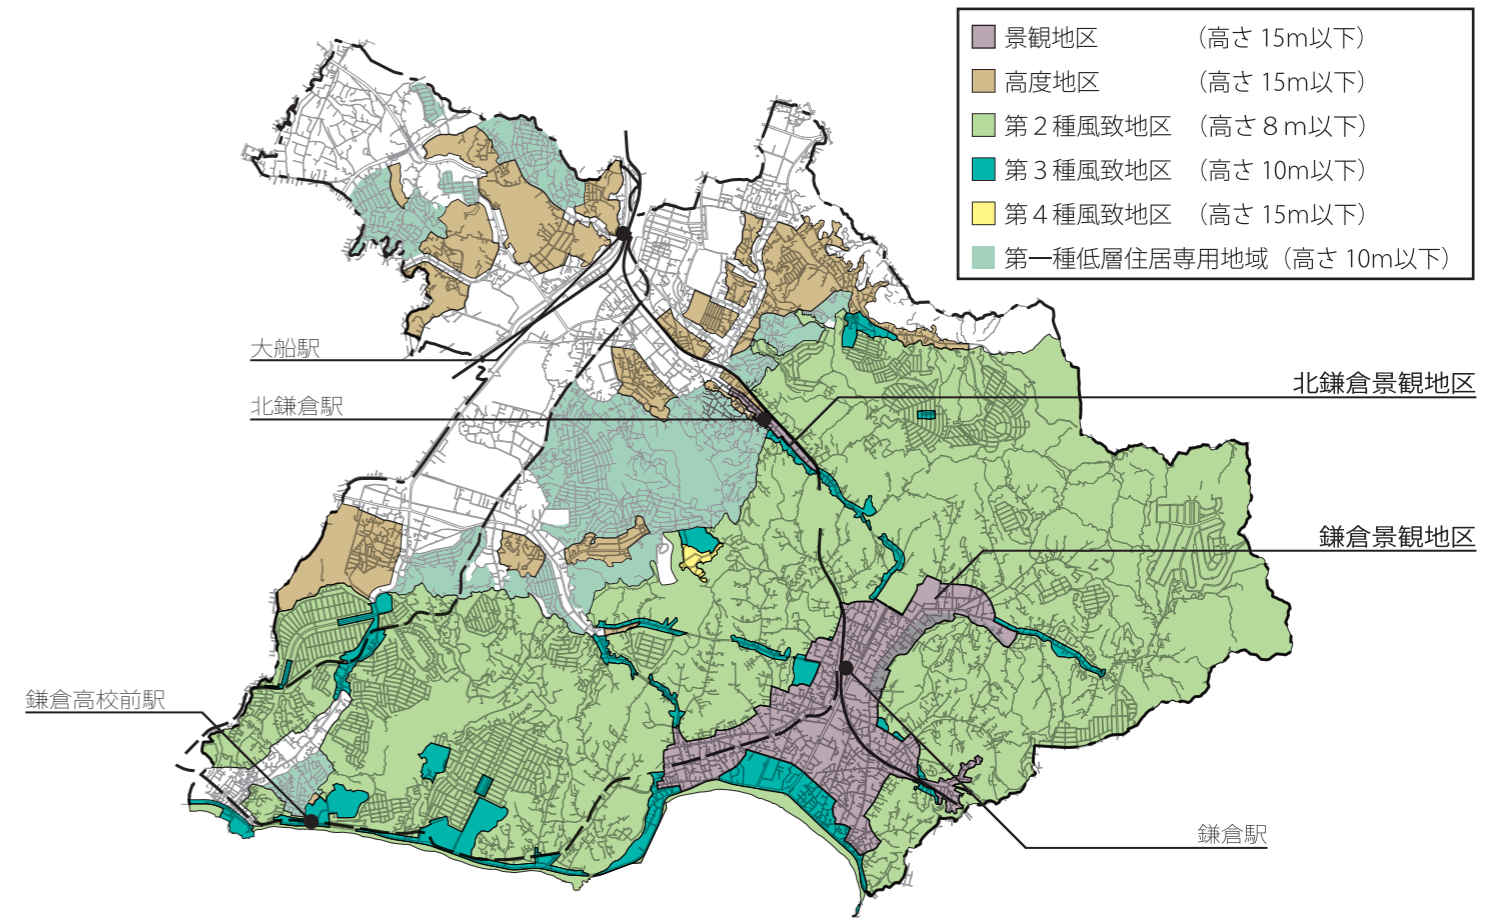 景観地区 (高さ 15m以下)
高度地区 (高さ 15m以下)
第2種風致地区 (高さ 8m以下)
第3種風致地区 (高さ 10m以下)
第4種風致地区 (高さ 15m以下)
第一種低層住居専用地域 (高さ 10m以下)
大船駅
北鎌倉景観地区
北鎌倉駅
鎌倉景観地区
鎌倉高校前駅
鎌倉駅